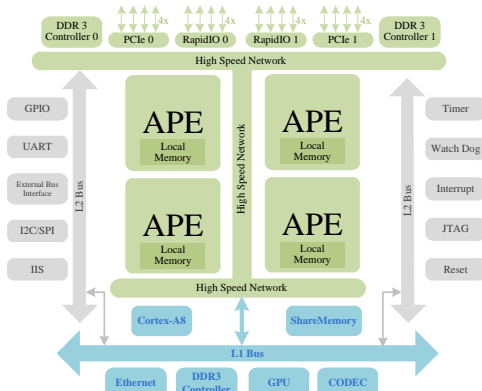 DDR 3
Controller 0
4x
PCIe 0
4x
RapidIO 0
4x
RapidIO 1
4x
PCIe 1
DDR 3
Controller 1
High Speed Network
GPIO
UART
External Bus
Interface
I2C/SPI
IIS
L2 Bus
APE
Local
Memory
APE
Local
Memory
High Speed Network
APE
Local
Memory
APE
Local
Memory
L2 Bus
Timer
Watch Dog
Interrupt
JTAG
Reset
High Speed Network
Cortex-A8
ShareMemory
L1 Bus
Ethernet
DDR3
Controller
GPU
CODEC